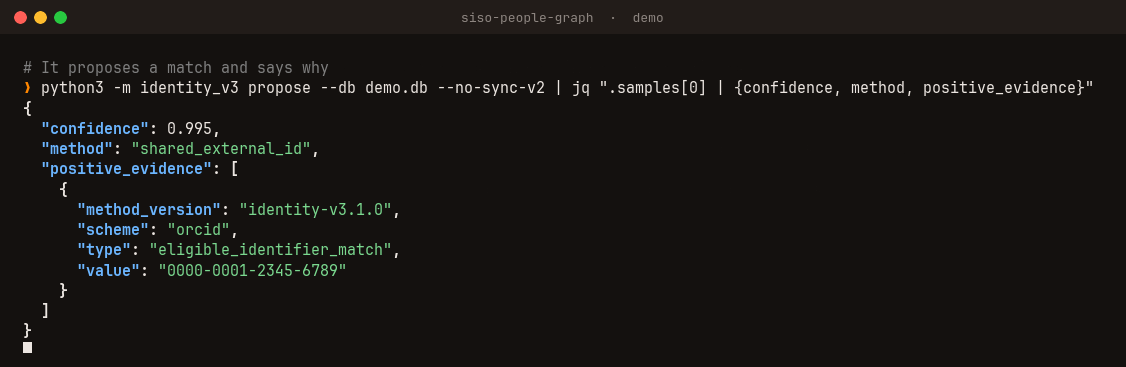 siso-people-graph · demo
# It proposes a match and says why
❯ python3 -m identity_v3 propose --db demo.db --no-sync-v2 | jq ".samples[0] | {confidence, method, positive_evidence}"
{
  "confidence": 0.995,
  "method": "shared_external_id",
  "positive_evidence": [
    {
      "method_version": "identity-v3.1.0",
      "scheme": "orcid",
      "type": "eligible_identifier_match",
      "value": "0000-0001-2345-6789"
    }
  ]
}